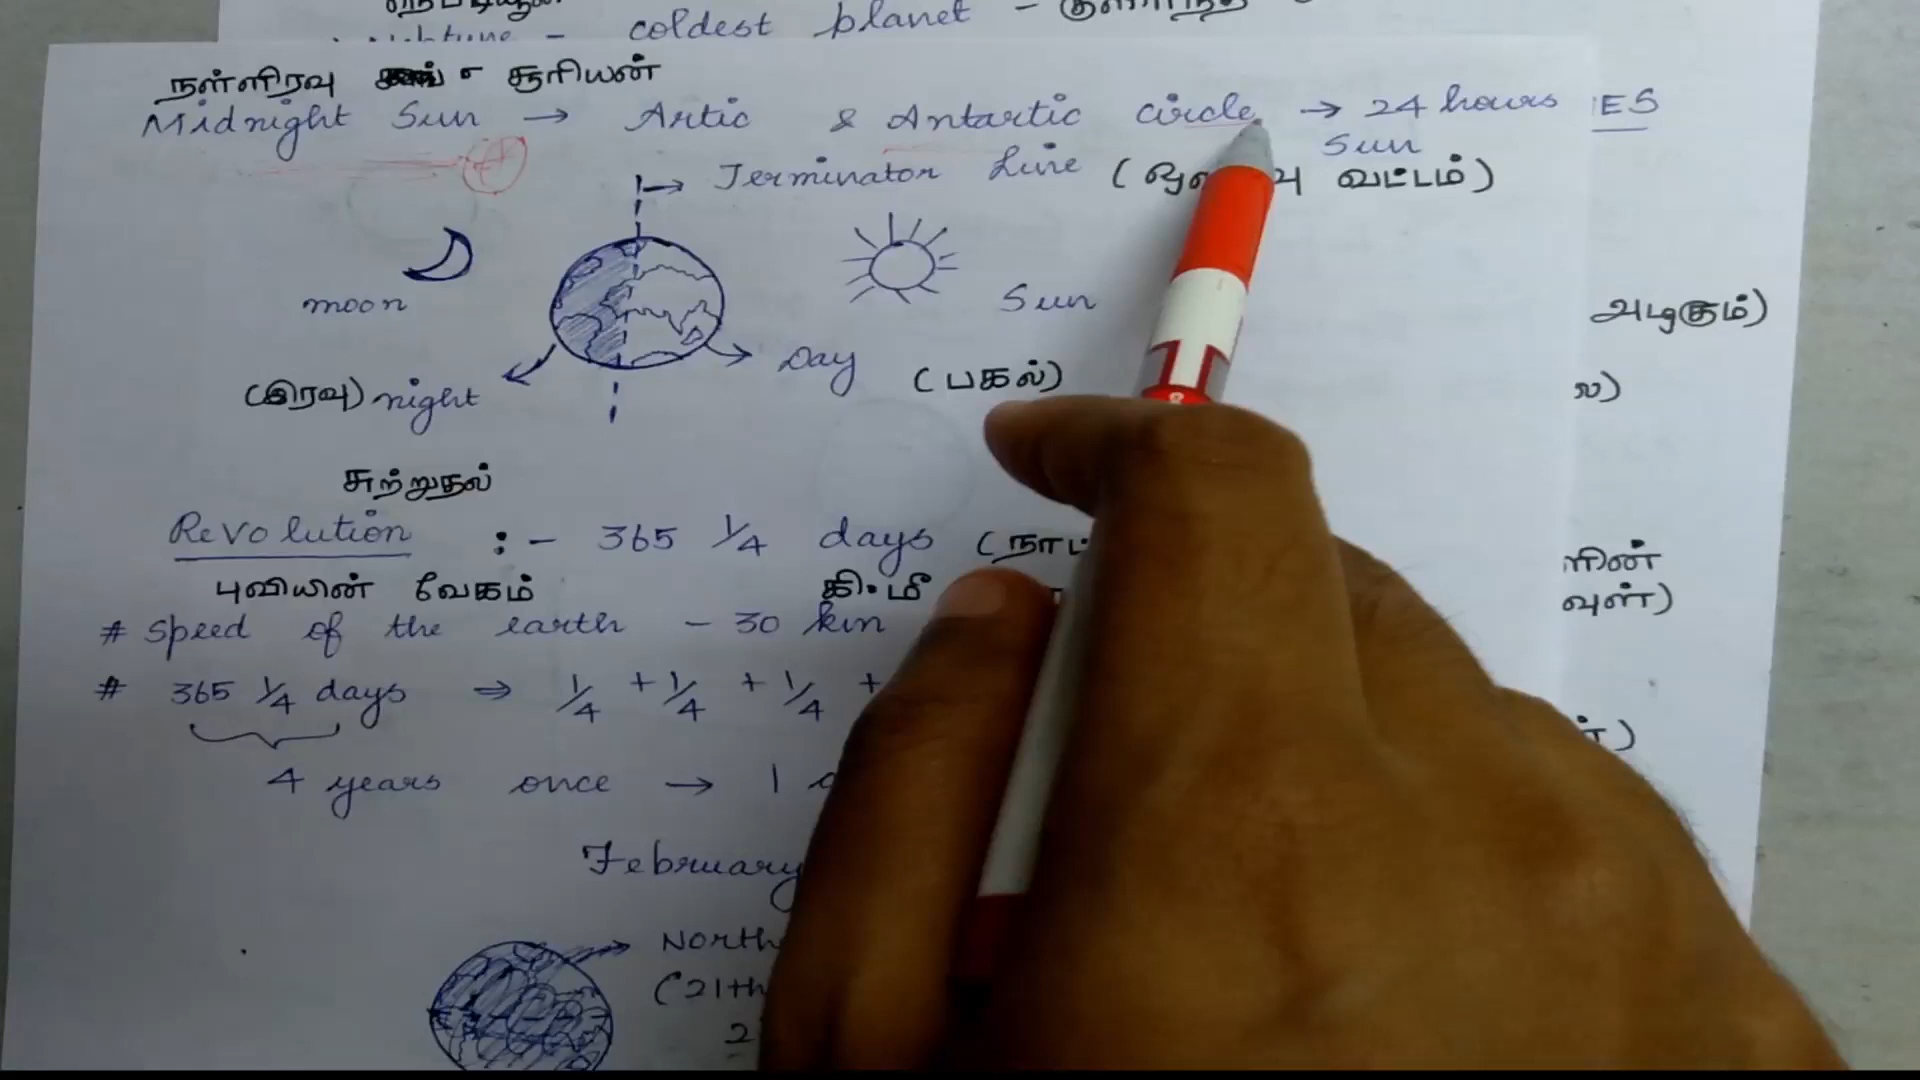 coldest planet -
நள்ளிரவு சூரியன்
Midnight Sun → Artic & Antartic circle → 24 hours
Sun
IES
Terminator Line ( வட்டம்)
moon
Sun
Day (பகல்)
(இரவு) night
அடிகும்)
ல)
சுற்றுதல்
Revolution :- 365 1/4 days (நாட்
ளின்
வுள்)
புவியின் வேகம் கி.மீ
# Speed of the earth - 30 km
# 365 1/4 days ⇒ 1/4 + 1/4 + 1/4 +
4 years once → 1
February
North
(21th
2